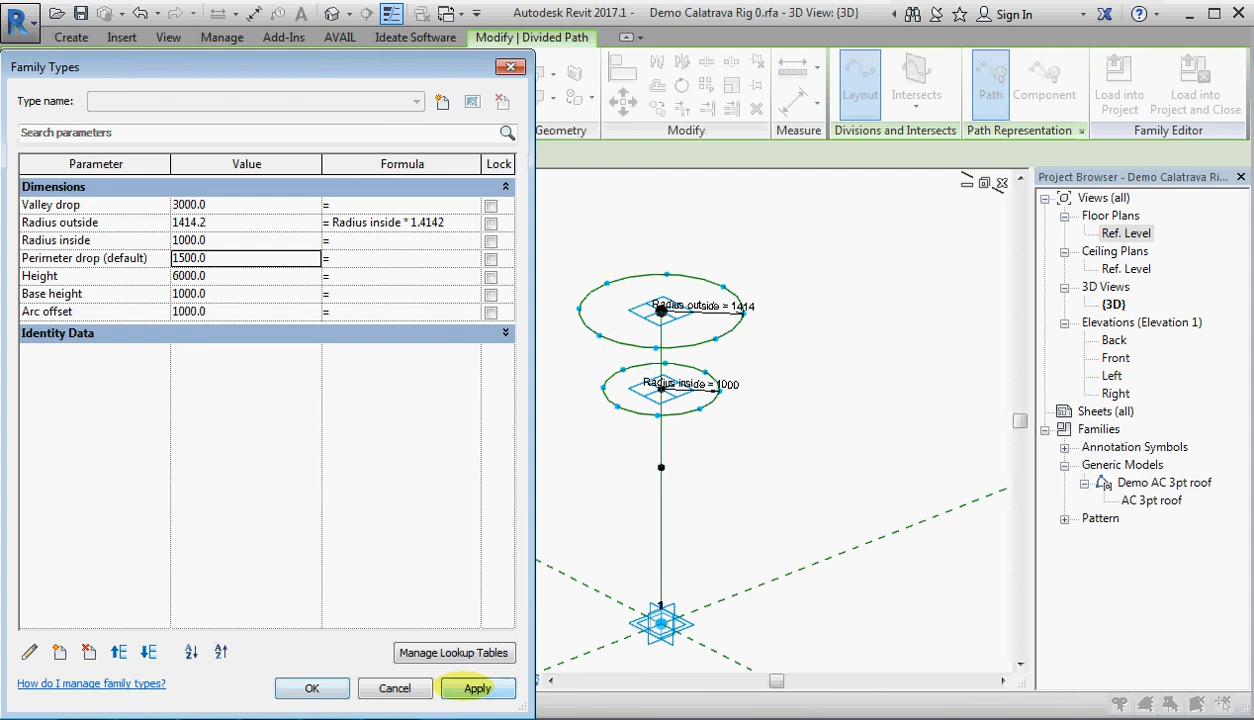 Autodesk Revit 2017.1 - Demo Calatrava Rig 0.rfa - 3D View: {3D}
Sign In
Create Insert View Manage Add-Ins AVAIL Ideate Software Modify | Divided Path
Family Types
Type name:
Search parameters
Parameter Value Formula Lock
Dimensions
Valley drop 3000.0 =
Radius outside 1414.2 = Radius inside * 1.4142
Radius inside 1000.0 =
Perimeter drop (default) 1500.0 =
Height 6000.0 =
Base height 1000.0 =
Arc offset 1000.0 =
Identity Data
Manage Lookup Tables
How do I manage family types?
OK Cancel Apply
Layout Intersects Path Component Load into Project Load into Project and Close
Geometry Modify Measure Divisions and Intersects Path Representation Family Editor
Radius outside = 1414
Radius inside = 1000
1
Project Browser - Demo Calatrava Ri...
Views (all)
Floor Plans
Ref. Level
Ceiling Plans
Ref. Level
3D Views
{3D}
Elevations (Elevation 1)
Back
Front
Left
Right
Sheets (all)
Families
Annotation Symbols
Generic Models
Demo AC 3pt roof
AC 3pt roof
Pattern